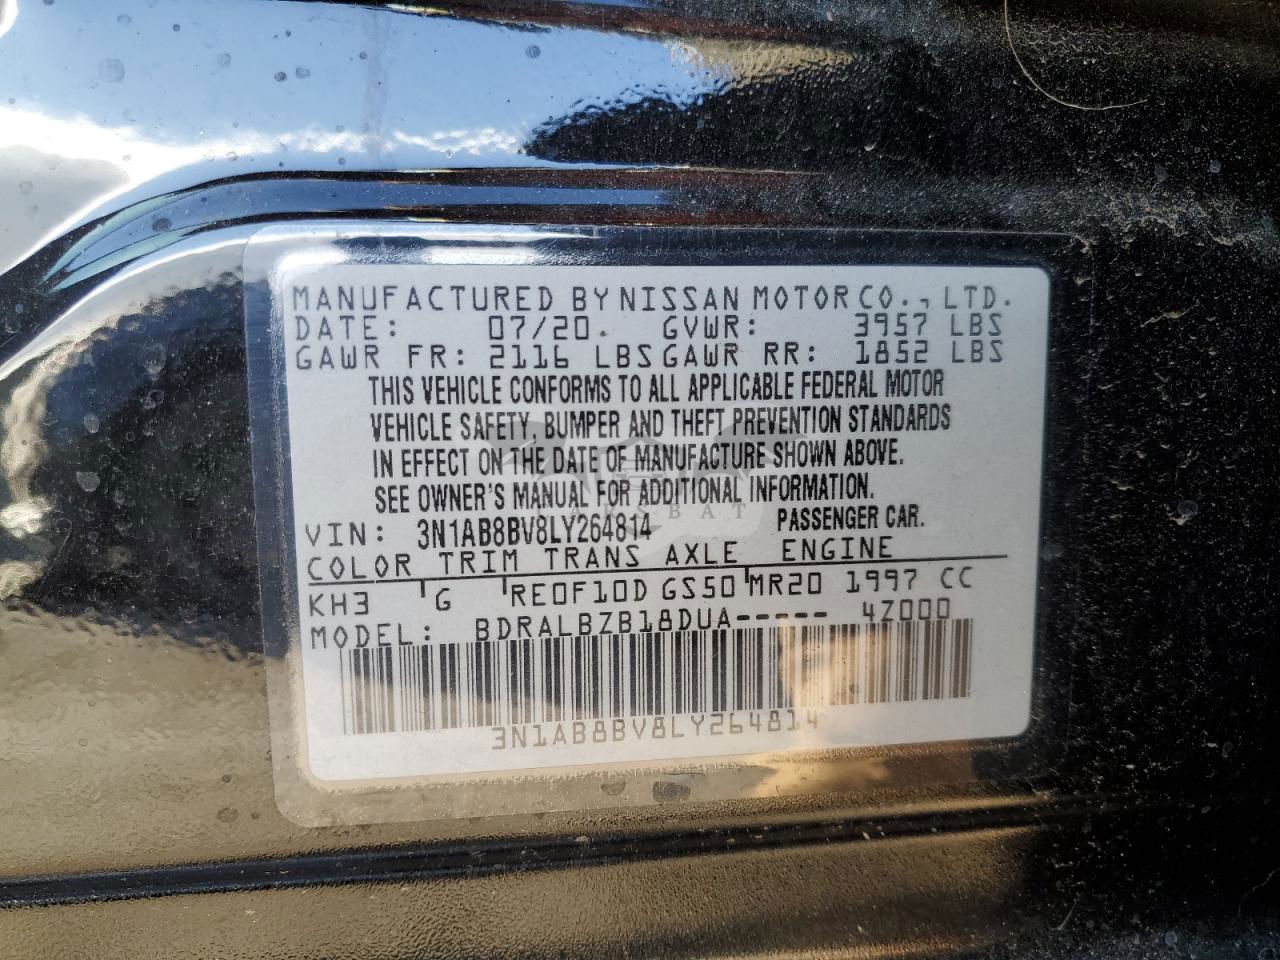 MANUFACTURED BY NISSAN MOTOR CO., LTD.
DATE: 07/20 GVWR: 3957 LBS
GAWR FR: 2116 LBS GAWR RR: 1852 LBS
THIS VEHICLE CONFORMS TO ALL APPLICABLE FEDERAL MOTOR
VEHICLE SAFETY, BUMPER AND THEFT PREVENTION STANDARDS
IN EFFECT ON THE DATE OF MANUFACTURE SHOWN ABOVE.
SEE OWNER'S MANUAL FOR ADDITIONAL INFORMATION.
VIN: 3N1AB8BV8LY264814 PASSENGER CAR.
COLOR TRIM TRANS AXLE ENGINE
KH3 G RE0F10D GS50 MR20 1997 CC
MODEL: BDRALBZB18DUA----- 4Z000
3N1AB8BV8LY264814